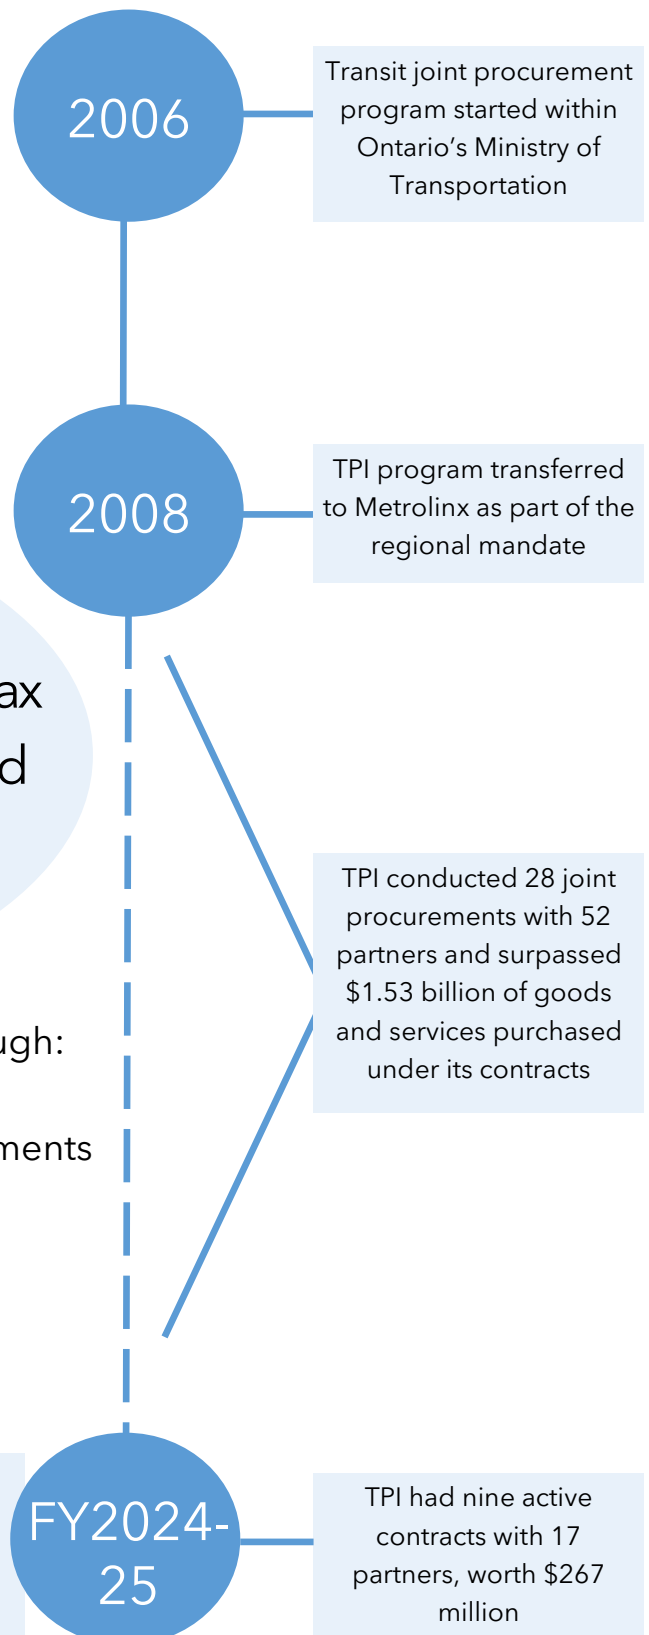 2006
Transit joint procurement
program started within
Ontario's Ministry of
Transportation
2008
TPI program transferred
to Metrolinx as part of the
regional mandate
ax
d
TPI conducted 28 joint
procurements with 52
partners and surpassed
$1.53 billion of goods
and services purchased
under its contracts
ugh:
ments
FY2024-
25
TPI had nine active
contracts with 17
partners, worth $267
million